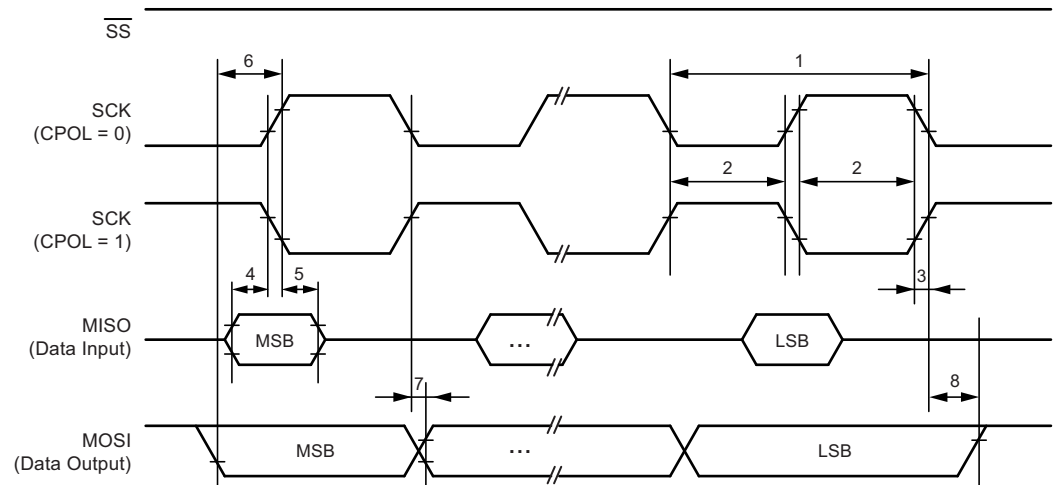 SS
6
1
SCK
(CPOL = 0)
2
2
SCK
(CPOL = 1)
4
5
3
MISO
(Data Input)
MSB
...
LSB
7
8
MOSI
(Data Output)
MSB
...
LSB